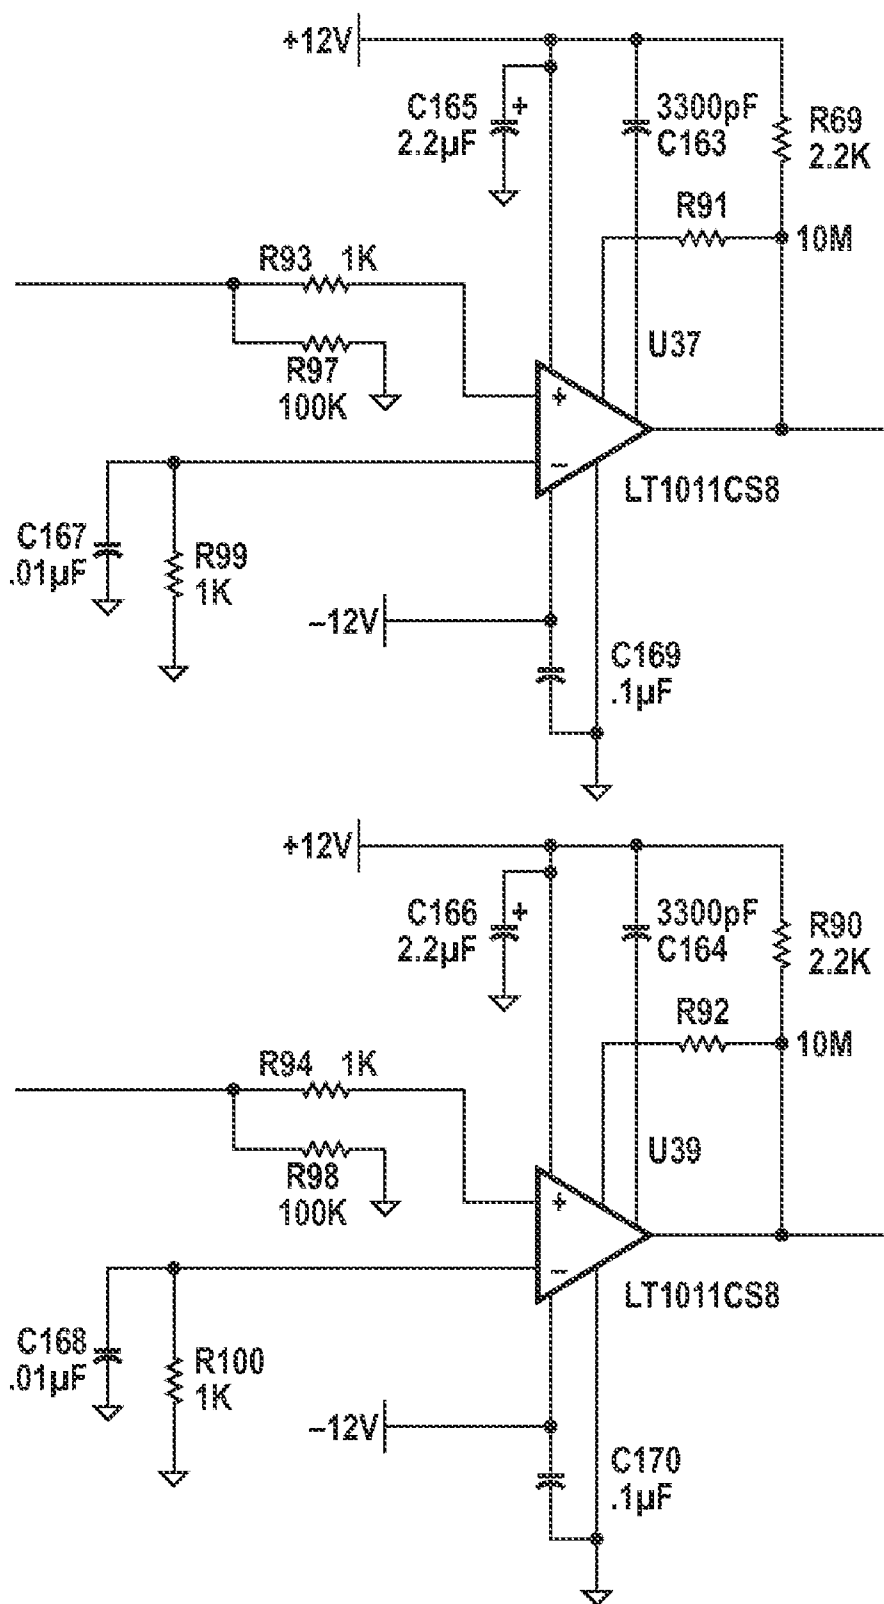 +12V
C165
2.2µF
+
3300pF
C163
R69
2.2K
R91
10M
R93 1K
R97
100K
U37
+
−
LT1011CS8
C167
.01µF
R99
1K
−12V
C169
.1µF
+12V
C166
2.2µF
+
3300pF
C164
R90
2.2K
R92
10M
R94 1K
R98
100K
U39
+
−
LT1011CS8
C168
.01µF
R100
1K
−12V
C170
.1µF